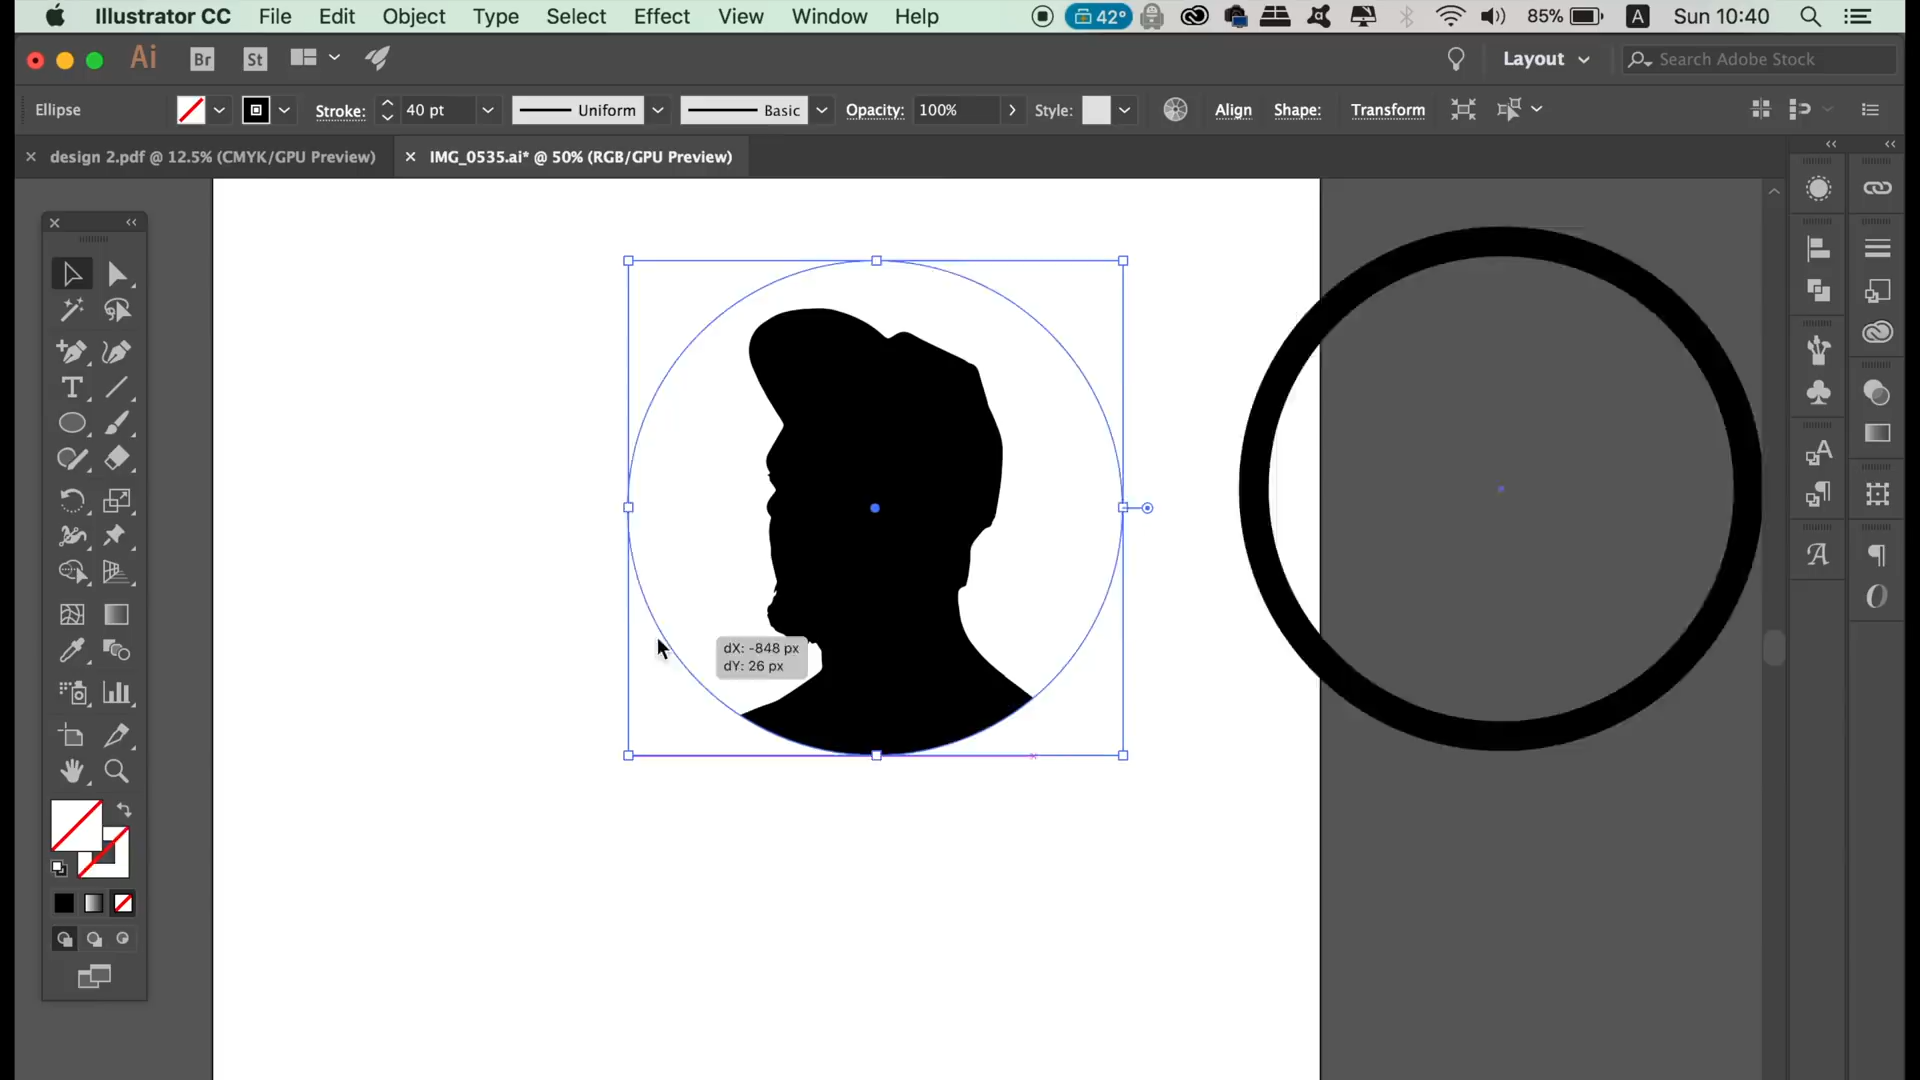 Illustrator CC File Edit Object Type Select Effect View Window Help 42° 85% A Sun 10:40
Ai Br St Layout Search Adobe Stock
Ellipse Stroke: 40 pt Uniform Basic Opacity: 100% Style: Align Shape: Transform
design 2.pdf @ 12.5% (CMYK/GPU Preview) IMG_0535.ai* @ 50% (RGB/GPU Preview)
dX: -848 px
dY: 26 px